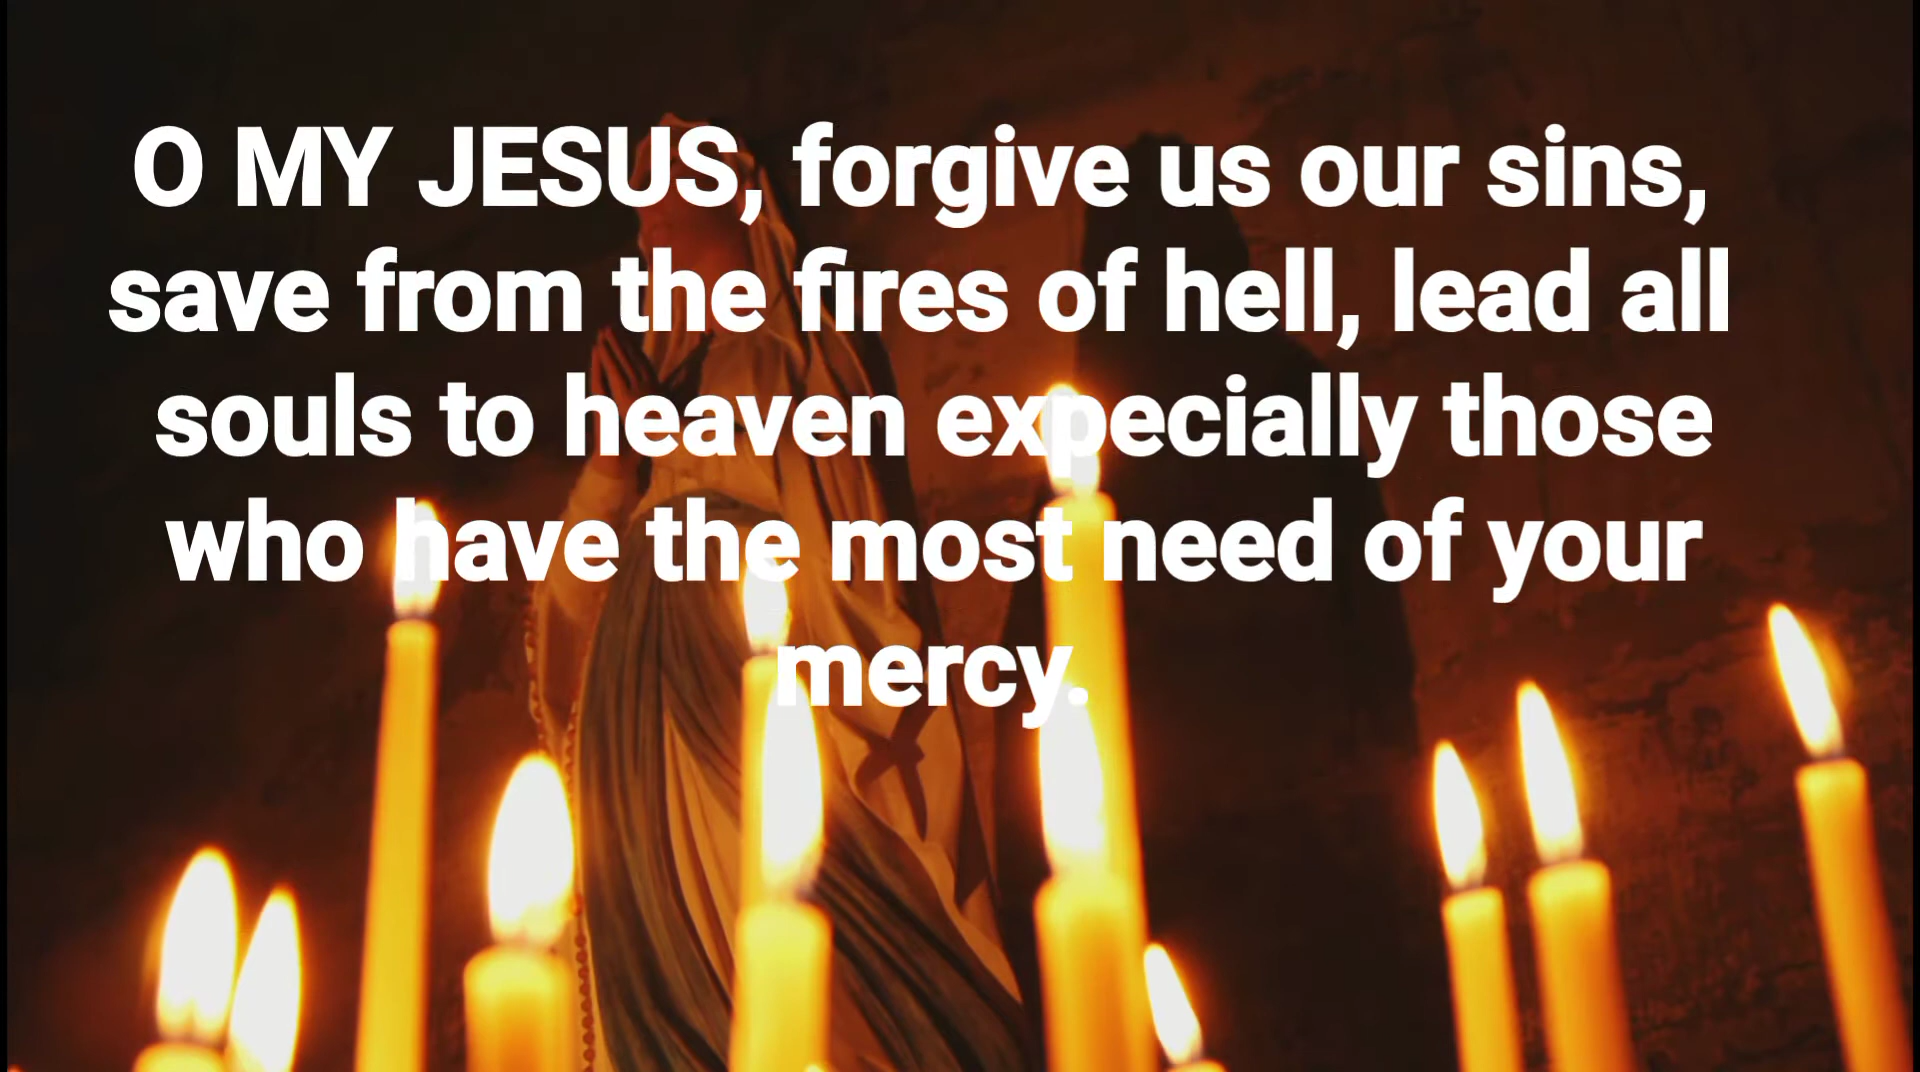 O MY JESUS, forgive us our sins,
save from the fires of hell, lead all
souls to heaven expecially those
who have the most need of your
mercy.